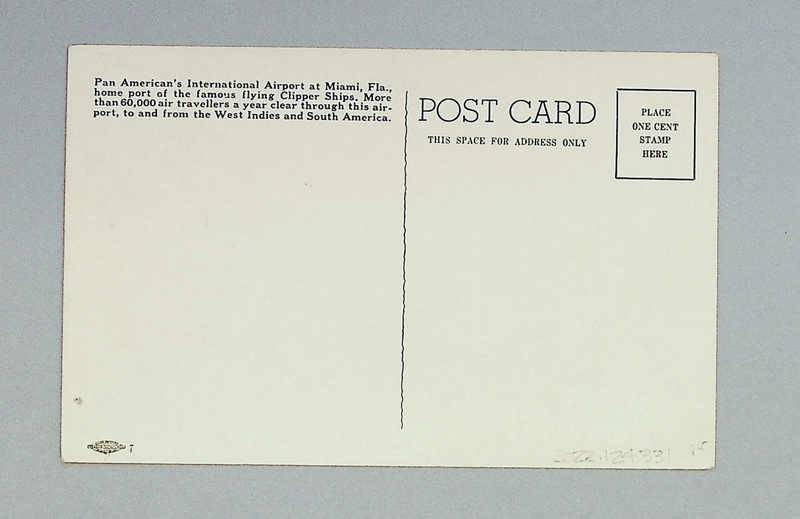 Pan American's International Airport at Miami, Fla.,
home port of the famous flying Clipper Ships. More
than 60,000 air travellers a year clear through this air-
port, to and from the West Indies and South America.
POST CARD
THIS SPACE FOR ADDRESS ONLY
PLACE
ONE CENT
STAMP
HERE
7